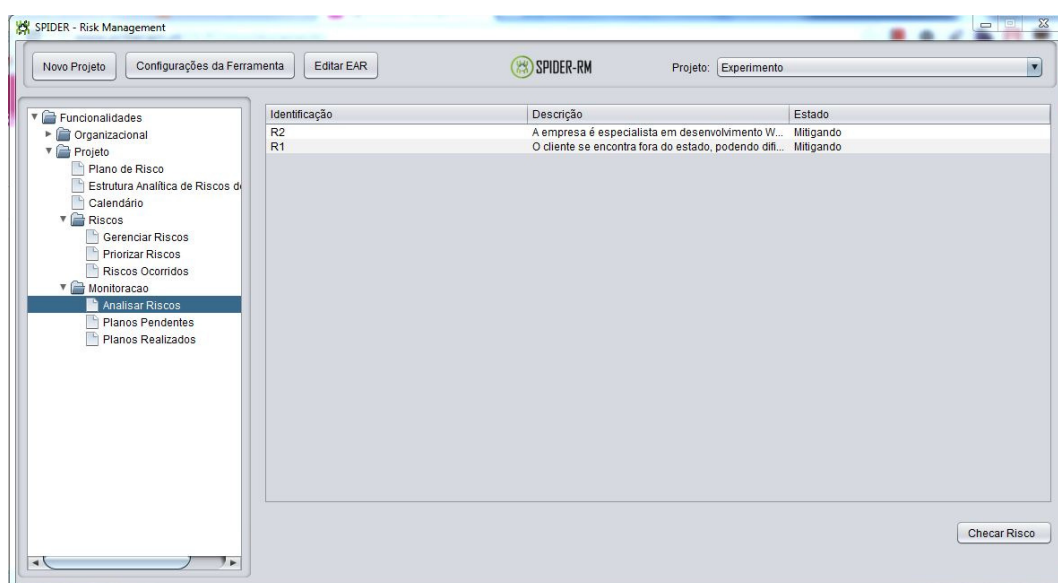 SPIDER - Risk Management
Novo Projeto Configurações da Ferramenta Editar EAR SPIDER-RM Projeto: Experimento
Funcionalidades
Organizacional
Projeto
Plano de Risco
Estrutura Analítica de Riscos d
Calendário
Riscos
Gerenciar Riscos
Priorizar Riscos
Riscos Ocorridos
Monitoracao
Analisar Riscos
Planos Pendentes
Planos Realizados
Identificação Descrição Estado
R2 A empresa é especialista em desenvolvimento W... Mitigando
R1 O cliente se encontra fora do estado, podendo difi... Mitigando
Checar Risco